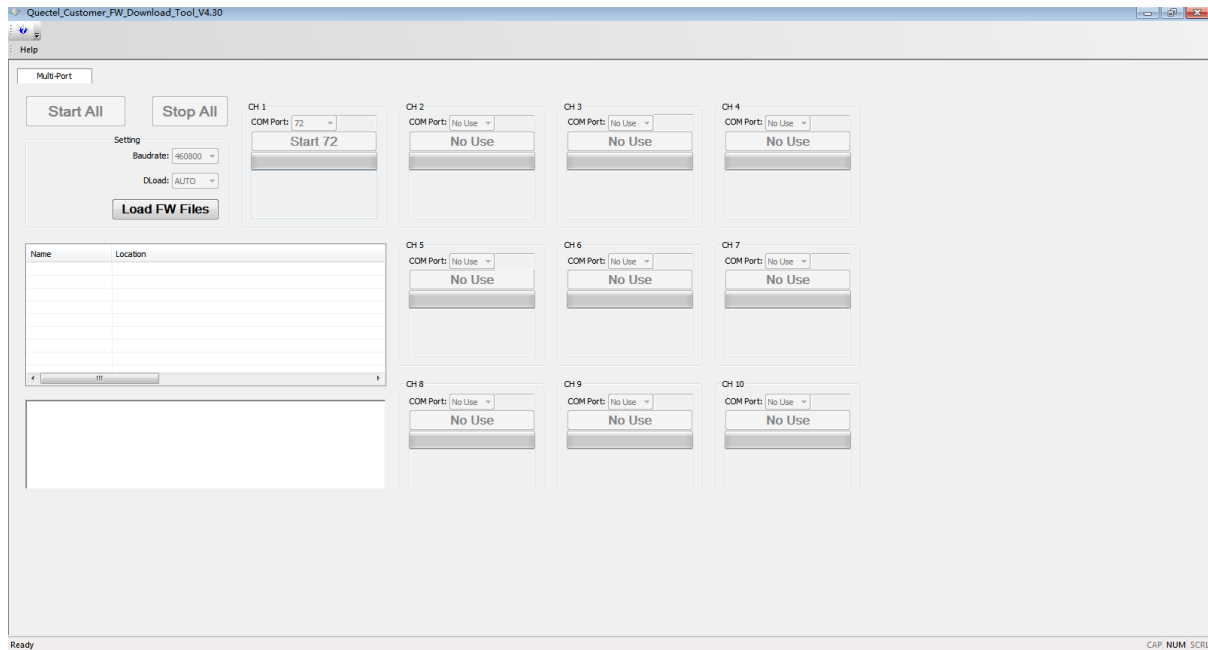 Quectel_Customer_FW_Download_Tool_V4.30
Help
Multi-Port
Start All
Stop All
Setting
Baudrate: 460800
DLoad: AUTO
Load FW Files
CH 1
COM Port: 72
Start 72
CH 2
COM Port: No Use
No Use
CH 3
COM Port: No Use
No Use
CH 4
COM Port: No Use
No Use
Name Location
CH 5
COM Port: No Use
No Use
CH 6
COM Port: No Use
No Use
CH 7
COM Port: No Use
No Use
CH 8
COM Port: No Use
No Use
CH 9
COM Port: No Use
No Use
CH 10
COM Port: No Use
No Use
Ready
CAP NUM SCRL